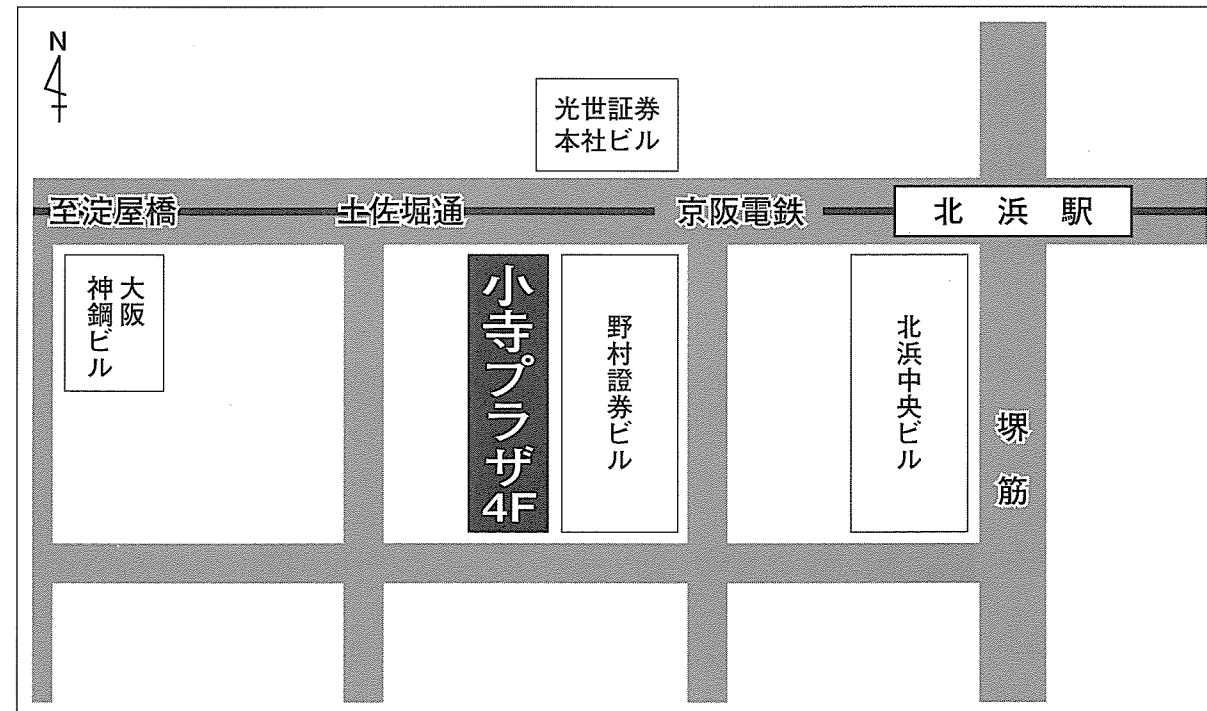 N
光世証券
本社ビル
至淀屋橋
土佐堀通
京阪電鉄
北浜駅
大阪
神鋼ビル
小寺プラザ4F
野村證券ビル
北浜中央ビル
堺筋